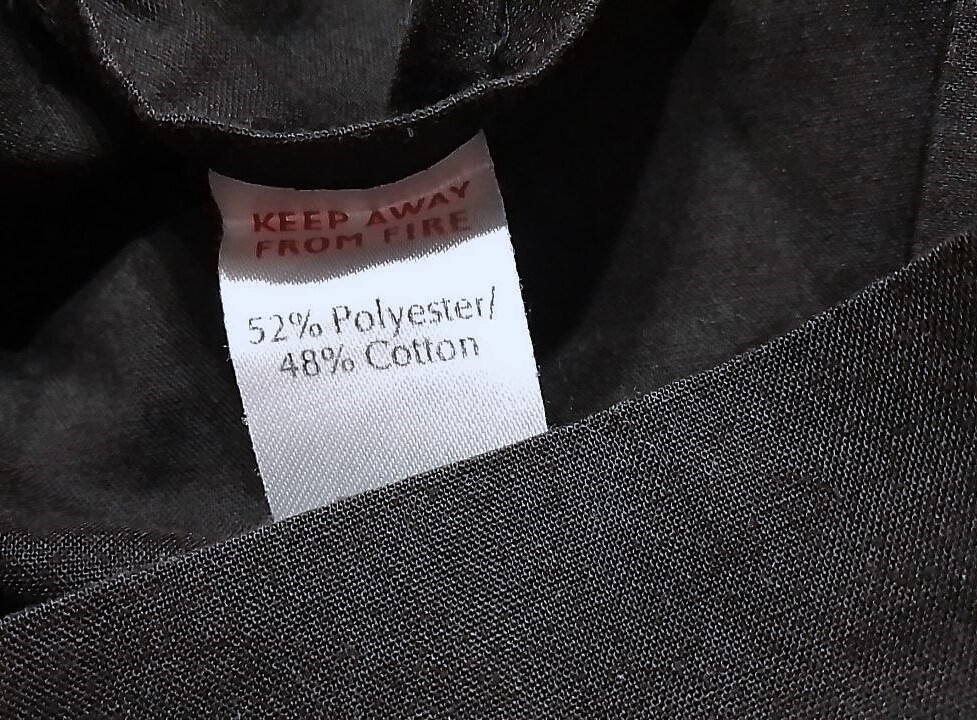 KEEP AWAY
FROM FIRE
52% Polyester/
48% Cotton